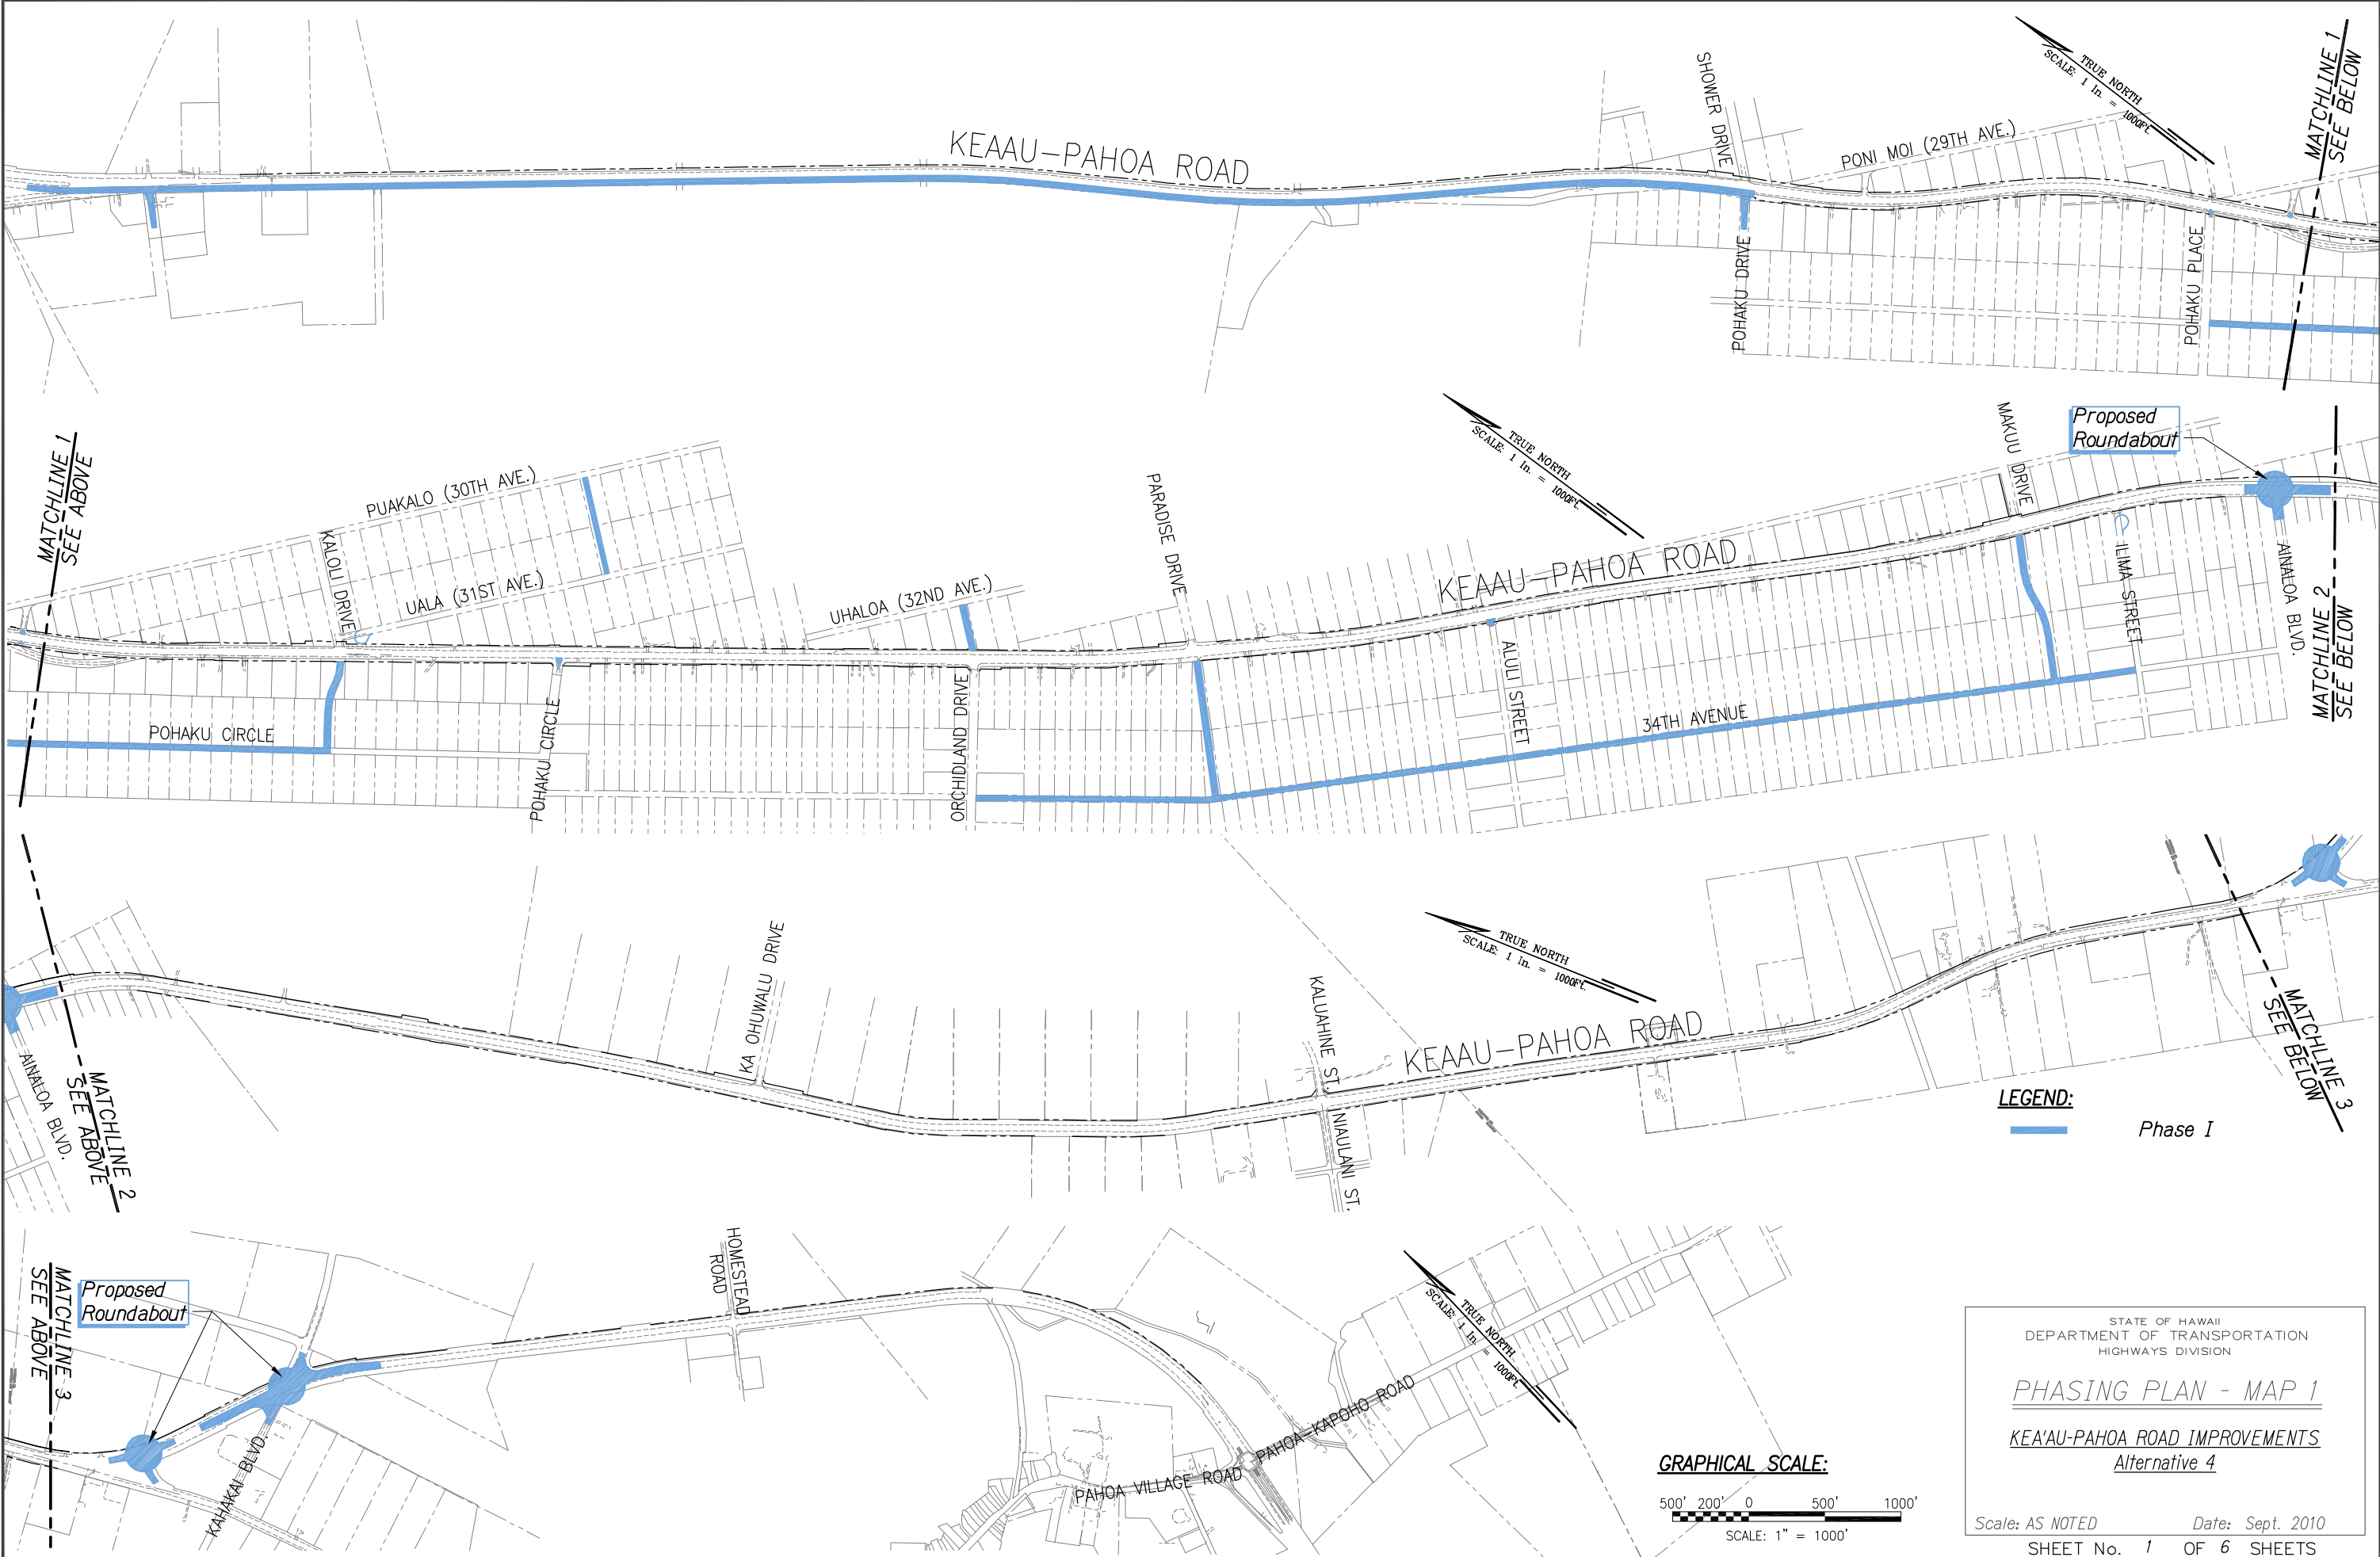 KEAAU-PAHOA ROAD
SHOWER DRIVE
PONI MOI (29TH AVE.)
POHAKU DRIVE
POHAKU PLACE
TRUE NORTH
SCALE: 1 In. = 1000Ft.
MATCHLINE 1
SEE BELOW
MATCHLINE 1
SEE ABOVE
PUAKALO (30TH AVE.)
KALOLI DRIVE
UALA (31ST AVE.)
UHALOA (32ND AVE.)
PARADISE DRIVE
POHAKU CIRCLE
POHAKU CIRCLE
ORCHIDLAND DRIVE
TRUE NORTH
SCALE: 1 In. = 1000Ft.
KEAAU-PAHOA ROAD
ALULI STREET
34TH AVENUE
MAKUU DRIVE
Proposed
Roundabout
ILIMA STREET
AINALOA BLVD.
MATCHLINE 2
SEE BELOW
AINALOA BLVD.
MATCHLINE 2
SEE ABOVE
KA OHUWALU DRIVE
KALUAHINE ST.
NIAULANI ST.
TRUE NORTH
SCALE: 1 In. = 1000Ft.
KEAAU-PAHOA ROAD
MATCHLINE 3
SEE BELOW
LEGEND:
Phase I
MATCHLINE 3
SEE ABOVE
Proposed
Roundabout
KAHAKAI BLVD.
HOMESTEAD
ROAD
PAHOA VILLAGE ROAD
PAHOA-KAPOHO ROAD
TRUE NORTH
SCALE: 1 In. = 1000Ft.
GRAPHICAL SCALE:
500' 200' 0 500' 1000'
SCALE: 1" = 1000'
STATE OF HAWAII
DEPARTMENT OF TRANSPORTATION
HIGHWAYS DIVISION
PHASING PLAN - MAP 1
KEA'AU-PAHOA ROAD IMPROVEMENTS
Alternative 4
Scale: AS NOTED Date: Sept. 2010
SHEET No. 1 OF 6 SHEETS